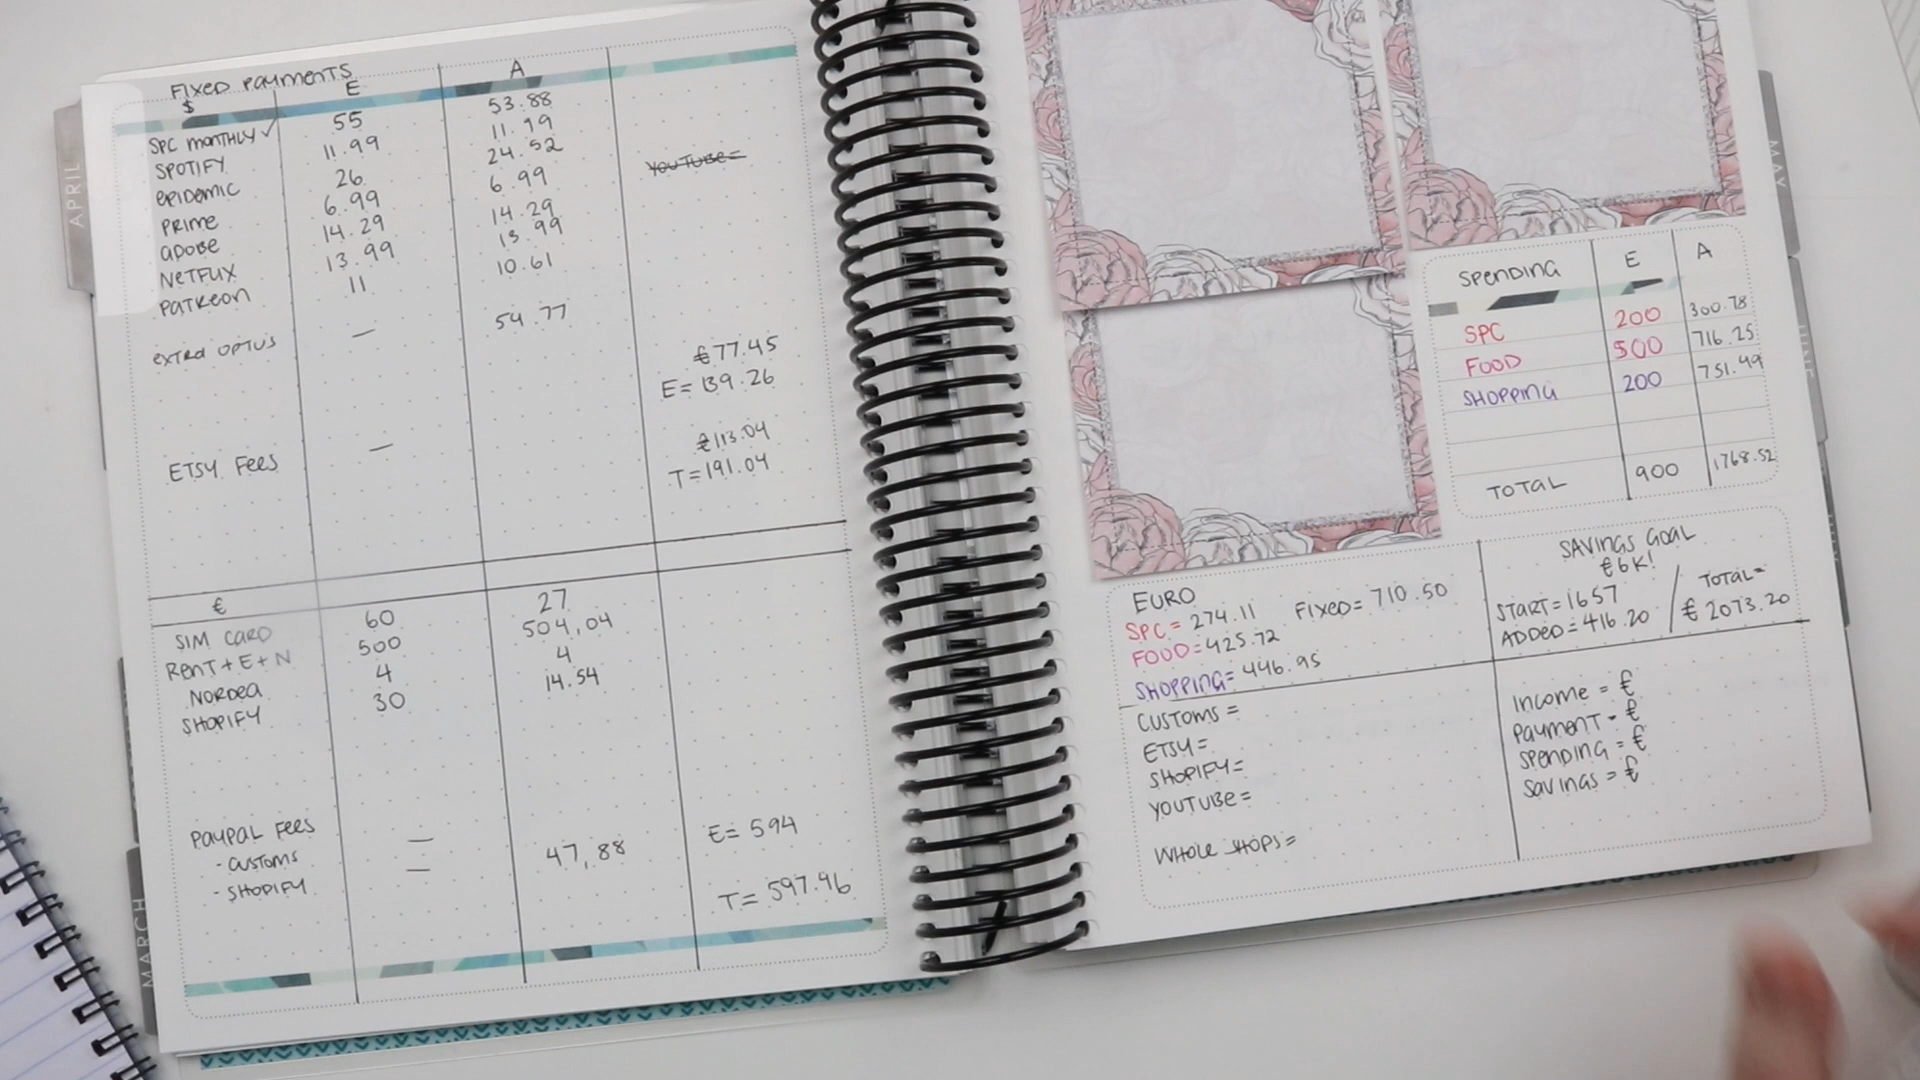 APRIL
MARCH
FIXED PAYMENTS
$ E A
SPC MONTHLY ✓ 55 53.88
SPOTIFY 11.99 11.99
EPIDEMIC 26 24.52
PRIME 6.99 6.99
ADOBE 14.29 14.29
NETFLIX 13.99 13.99
PATREON 11 10.61
EXTRA OPTUS — 54.77
YOUTUBE=
€77.45
E= 139.26
ETSY FEES —
€113.04
T=191.04
€
SIM CARD 60 27
RENT+E+N 500 504,04
NORDEA 4 4
SHOPIFY 30 14.54
PAYPAL FEES
- CUSTOMS —
- SHOPIFY — 47,88
E= 594
T= 597.96
MAY
JUNE
SPENDING E A
SPC 200 300.78
FOOD 500 716.25
SHOPPING 200 751.49
TOTAL 900 1768.52
EURO
SPC= 274.11 FIXED= 710.50
FOOD=425.72
SHOPPING= 446.95
SAVINGS GOAL
€6K!
START=1657
ADDED=416.20
TOTAL=
€2073.20
CUSTOMS =
ETSY=
SHOPIFY=
YOUTUBE=
WHOLE SHOPS=
INCOME = €
PAYMENT = €
SPENDING = €
SAVINGS = €